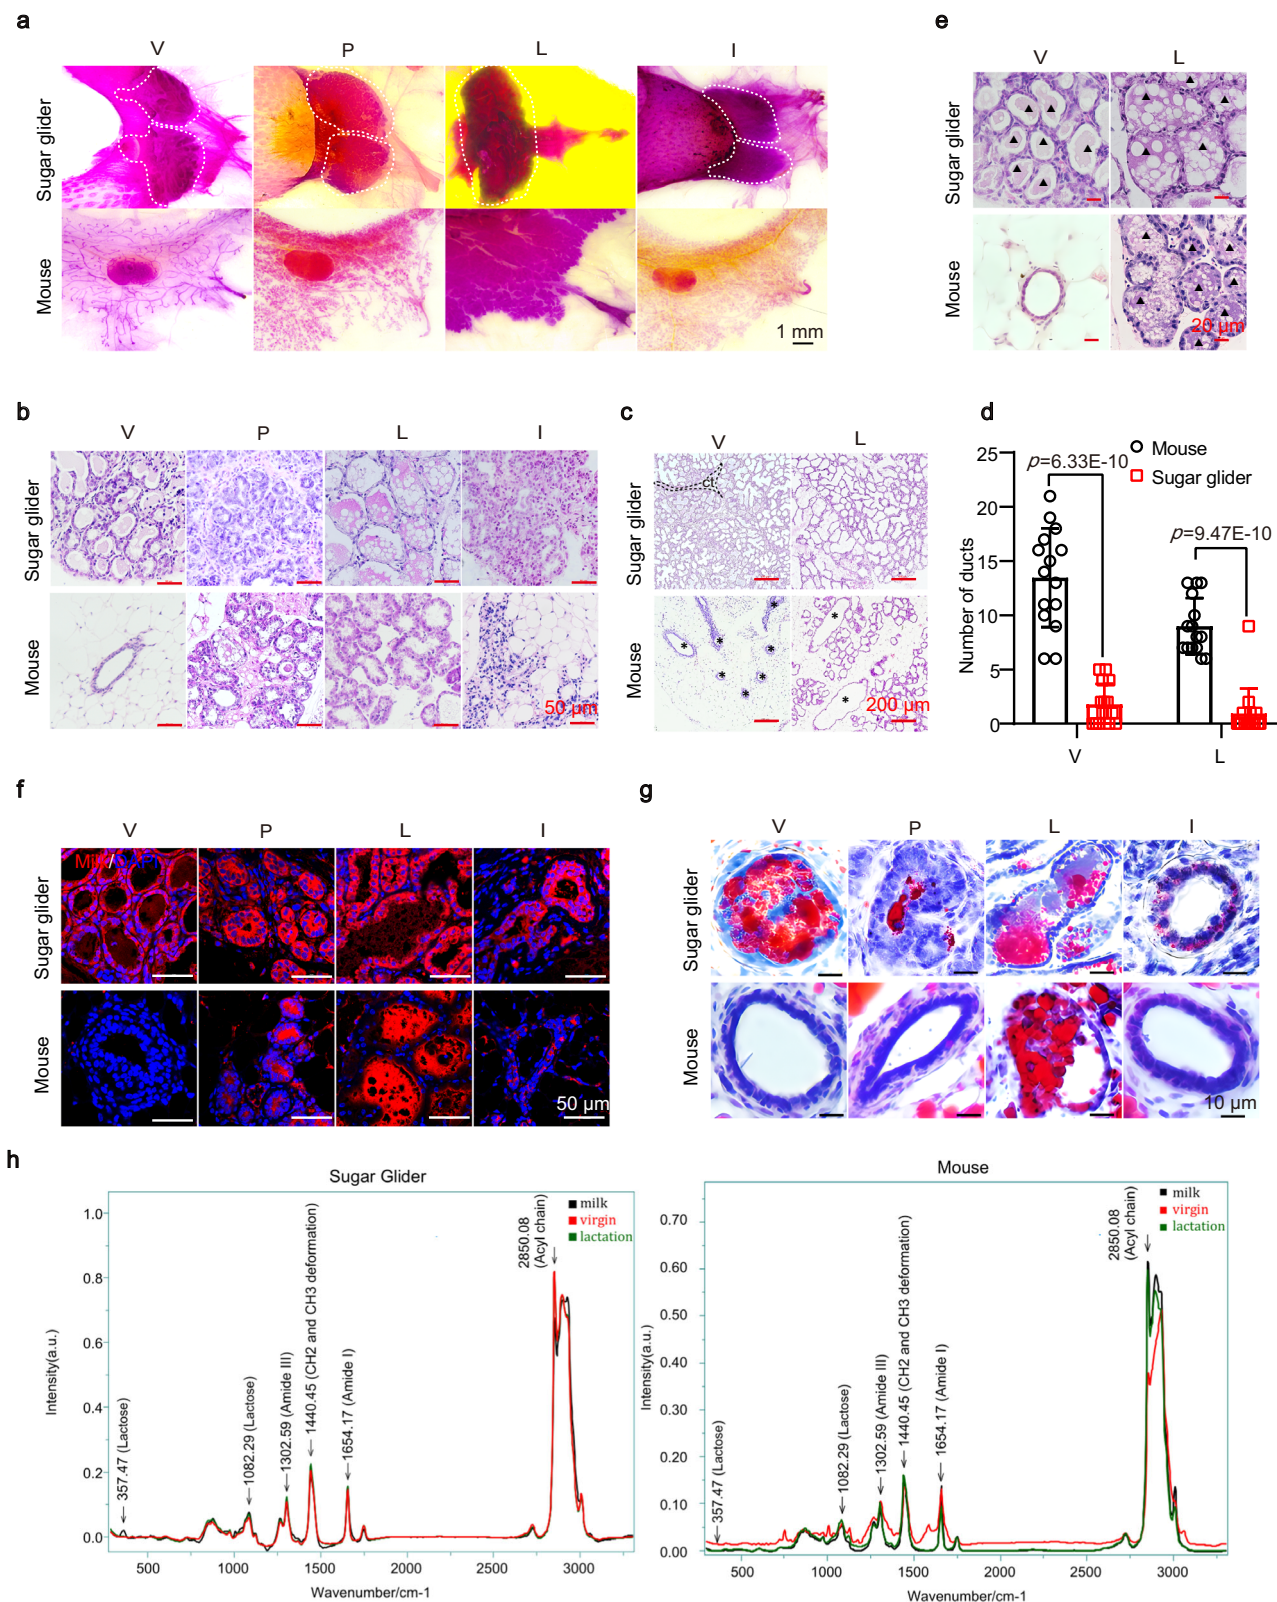 a
V
P
L
I
Sugar glider
Mouse
1 mm
e
V
L
Sugar glider
Mouse
20 µm
b
V
P
L
I
Sugar glider
Mouse
50 µm
c
V
L
Sugar glider
Mouse
ct
*
*
*
*
*
*
*
*
200 µm
d
Mouse
Sugar glider
p=6.33E-10
p=9.47E-10
Number of ducts
25
20
15
10
5
0
V
L
f
V
P
L
I
Milk/DAPI
Sugar glider
Mouse
50 µm
g
V
P
L
I
Sugar glider
Mouse
10 µm
h
Sugar Glider
milk
virgin
lactation
357.47 (Lactose)
1082.29 (Lactose)
1302.59 (Amide III)
1440.45 (CH2 and CH3 deformation)
1654.17 (Amide I)
2850.08
(Acyl chain)
Intensity(a.u.)
1.0
0.8
0.6
0.4
0.2
0.0
500
1000
1500
2000
2500
3000
Wavenumber/cm-1
Mouse
milk
virgin
lactation
357.47 (Lactose)
1082.29 (Lactose)
1302.59 (Amide III)
1440.45 (CH2 and CH3 deformation)
1654.17 (Amide I)
2850.08
(Acyl chain)
Intensity(a.u.)
0.70
0.60
0.50
0.40
0.30
0.20
0.10
0.00
500
1000
1500
2000
2500
3000
Wavenumber/cm-1